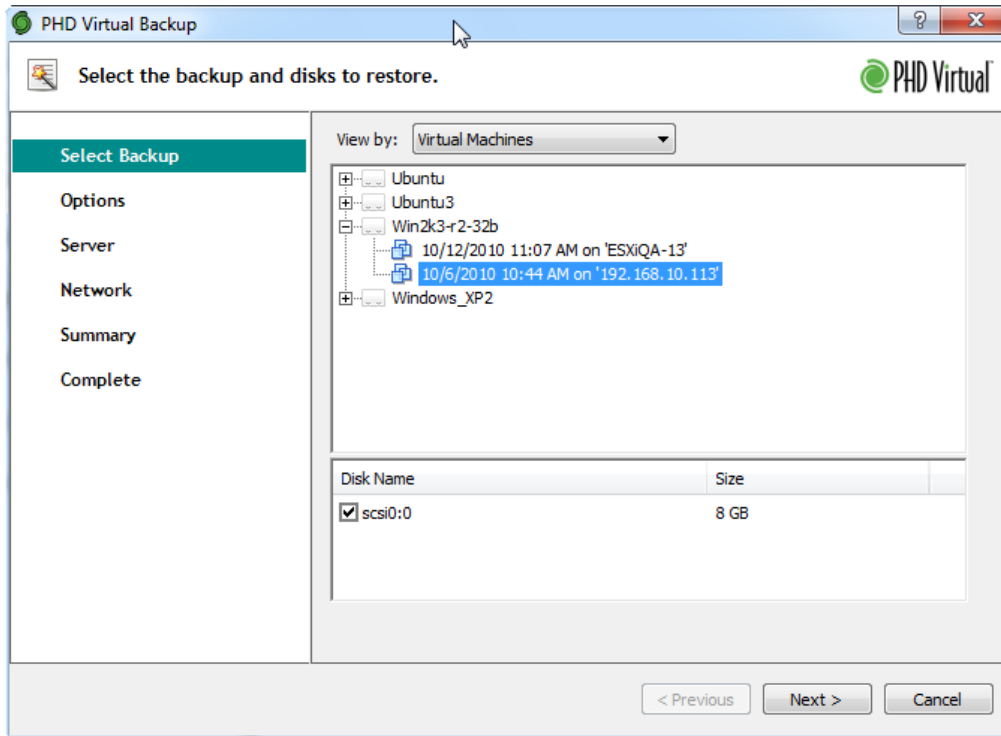 PHD Virtual Backup
Select the backup and disks to restore.
PHD Virtual
Select Backup
Options
Server
Network
Summary
Complete
View by: Virtual Machines
Ubuntu
Ubuntu3
Win2k3-r2-32b
10/12/2010 11:07 AM on 'ESXiQA-13'
10/6/2010 10:44 AM on '192.168.10.113'
Windows_XP2
Disk Name Size
scsi0:0 8 GB
< Previous Next > Cancel